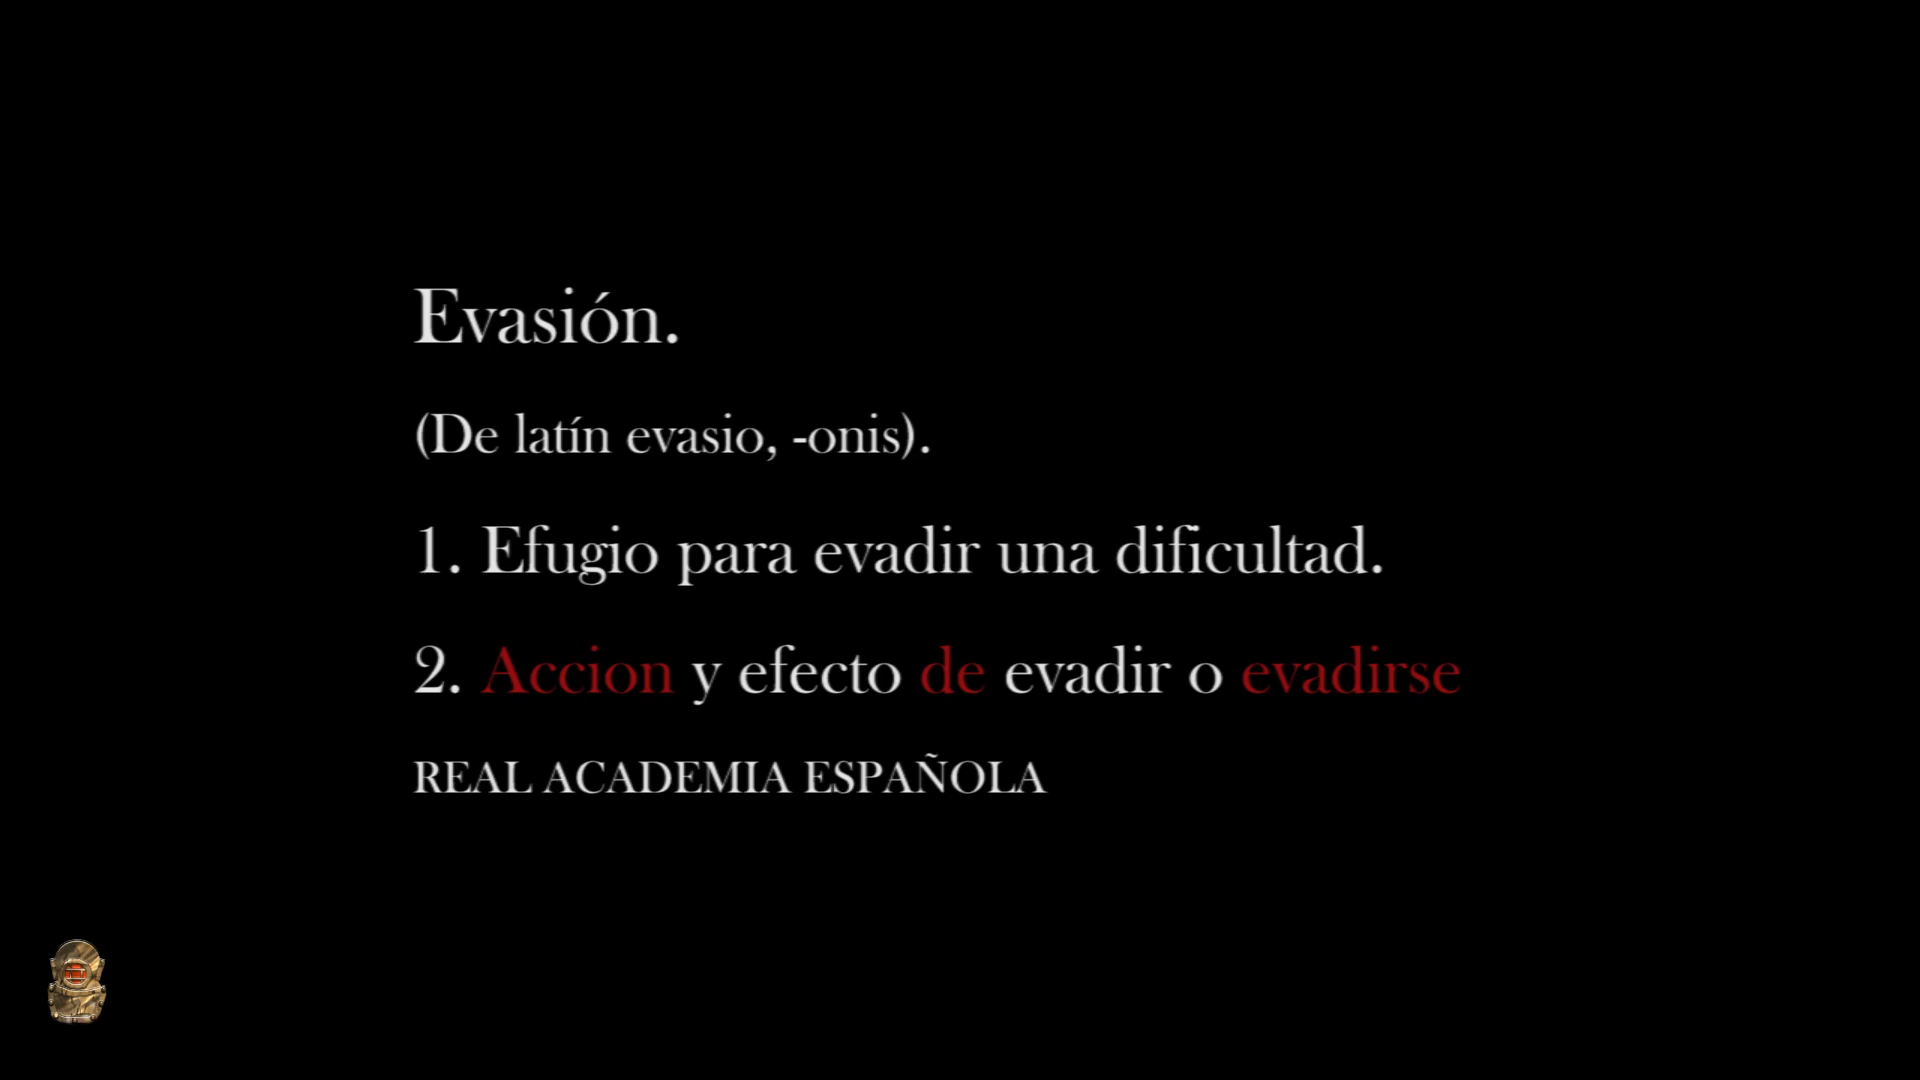 Evasión.
(De latín evasio, -onis).
1. Efugio para evadir una dificultad.
2. Accion y efecto de evadir o evadirse
REAL ACADEMIA ESPAÑOLA